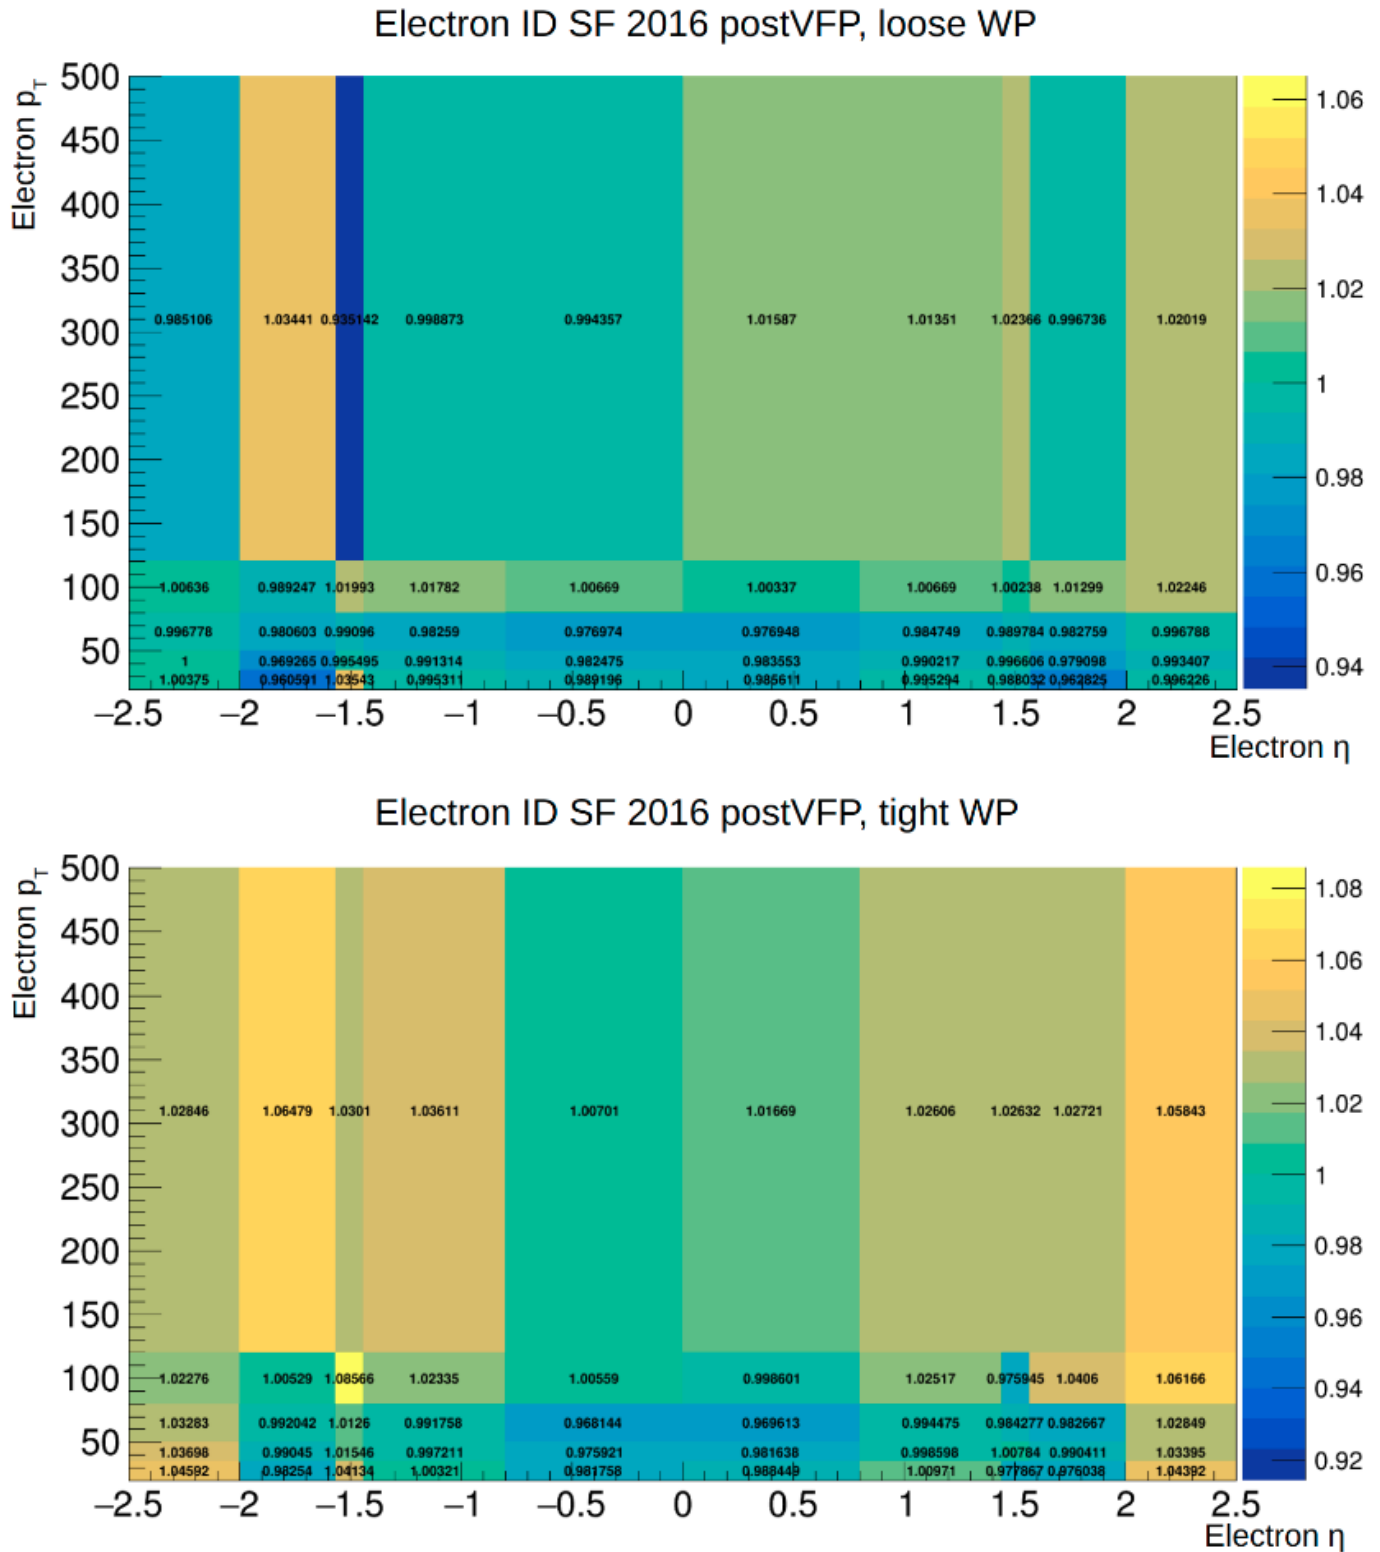 Electron ID SF 2016 postVFP, loose WP
Electron pT
500
450
400
350
300
250
200
150
100
50
0.985106 1.03441 0.935142 0.998873 0.994357 1.01587 1.01351 1.02366 0.996736 1.02019
1.00636 0.989247 1.01993 1.01782 1.00669 1.00337 1.00669 1.00238 1.01299 1.02246
0.996778 0.980603 0.99096 0.98259 0.976974 0.976948 0.984749 0.989784 0.982759 0.996788
1 0.969265 0.995495 0.991314 0.982475 0.983553 0.990217 0.996606 0.979098 0.993407
1.00375 0.960591 1.03543 0.995311 0.989196 0.985611 0.995294 0.988032 0.962825 0.996226
−2.5 −2 −1.5 −1 −0.5 0 0.5 1 1.5 2 2.5
Electron η
1.06
1.04
1.02
1
0.98
0.96
0.94
Electron ID SF 2016 postVFP, tight WP
Electron pT
500
450
400
350
300
250
200
150
100
50
1.02846 1.06479 1.0301 1.03611 1.00701 1.01669 1.02606 1.02632 1.02721 1.05843
1.02276 1.00529 1.08566 1.02335 1.00559 0.998601 1.02517 0.975945 1.0406 1.06166
1.03283 0.992042 1.0126 0.991758 0.968144 0.969613 0.994475 0.984277 0.982667 1.02849
1.03698 0.99045 1.01546 0.997211 0.975921 0.981638 0.998598 1.00784 0.990411 1.03395
1.04592 0.98254 1.04134 1.00321 0.981758 0.988449 1.00971 0.977867 0.976038 1.04392
−2.5 −2 −1.5 −1 −0.5 0 0.5 1 1.5 2 2.5
Electron η
1.08
1.06
1.04
1.02
1
0.98
0.96
0.94
0.92